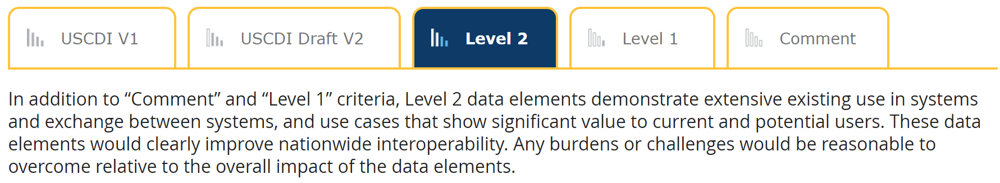 USCDI V1 USCDI Draft V2 Level 2 Level 1 Comment
In addition to “Comment” and “Level 1” criteria, Level 2 data elements demonstrate extensive existing use in systems
and exchange between systems, and use cases that show significant value to current and potential users. These data
elements would clearly improve nationwide interoperability. Any burdens or challenges would be reasonable to
overcome relative to the overall impact of the data elements.